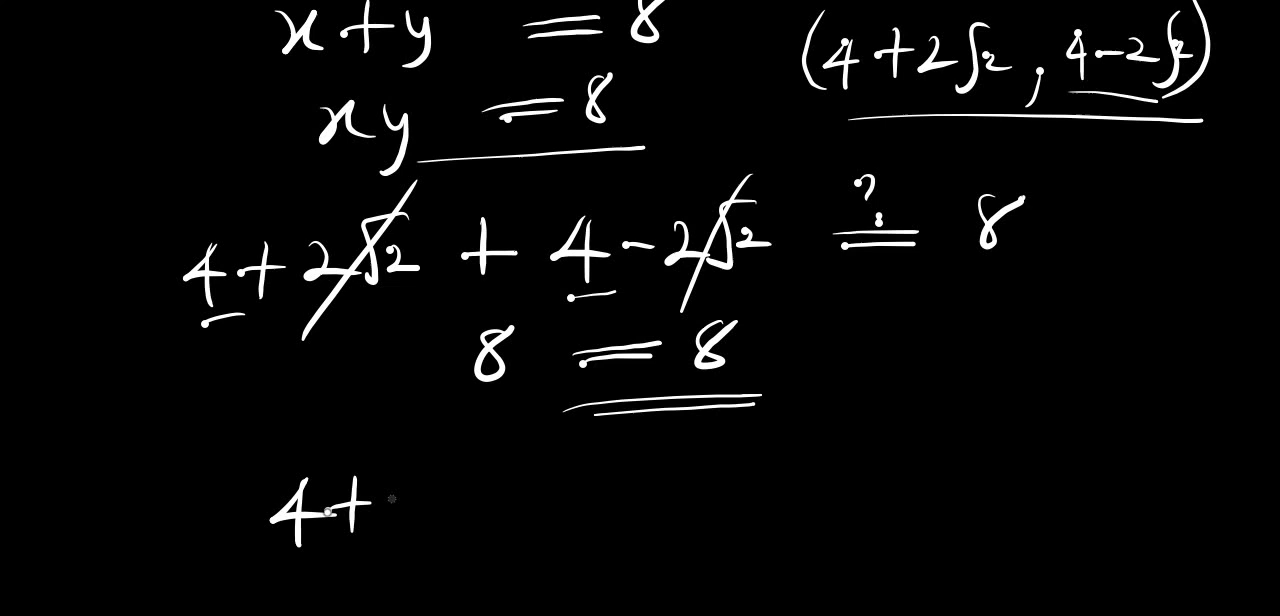 x + y = 8
(4 + 2√2 , 4 - 2√2)
xy = 8
4 + 2√2 + 4 - 2√2 ?= 8
8 = 8
4 +